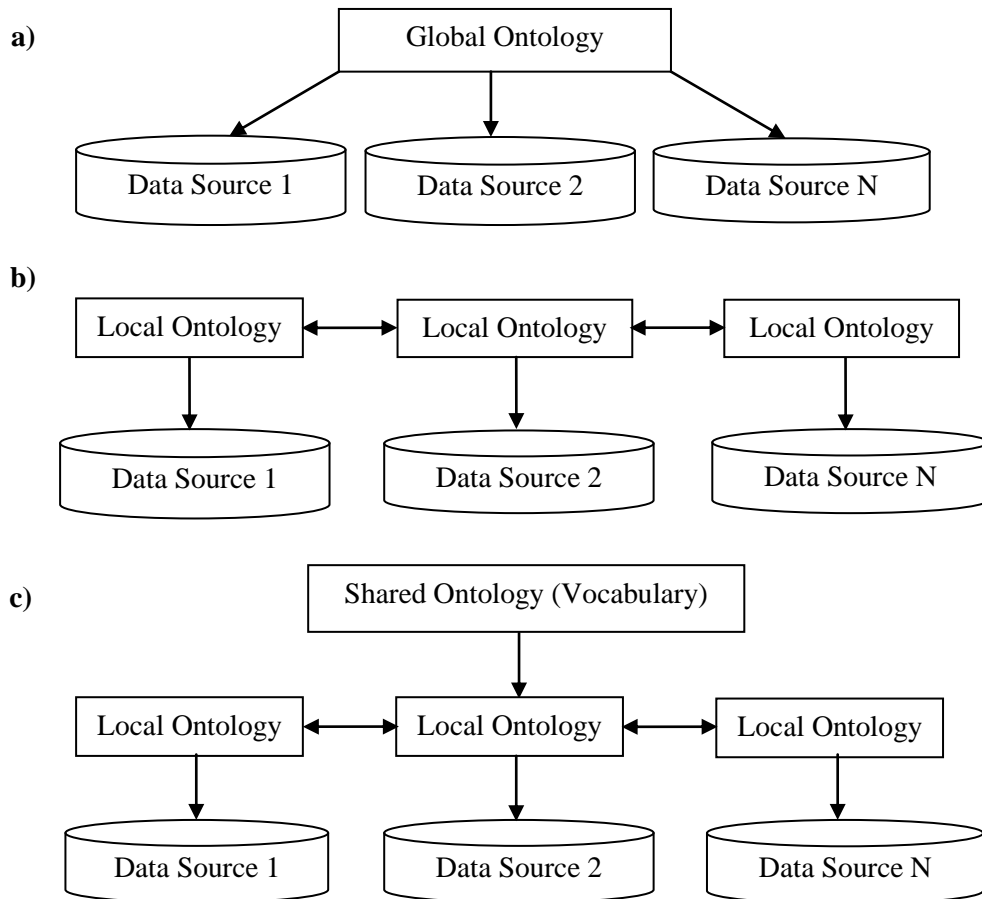 a)
Global Ontology
Data Source 1
Data Source 2
Data Source N
b)
Local Ontology
Local Ontology
Local Ontology
Data Source 1
Data Source 2
Data Source N
c)
Shared Ontology (Vocabulary)
Local Ontology
Local Ontology
Local Ontology
Data Source 1
Data Source 2
Data Source N